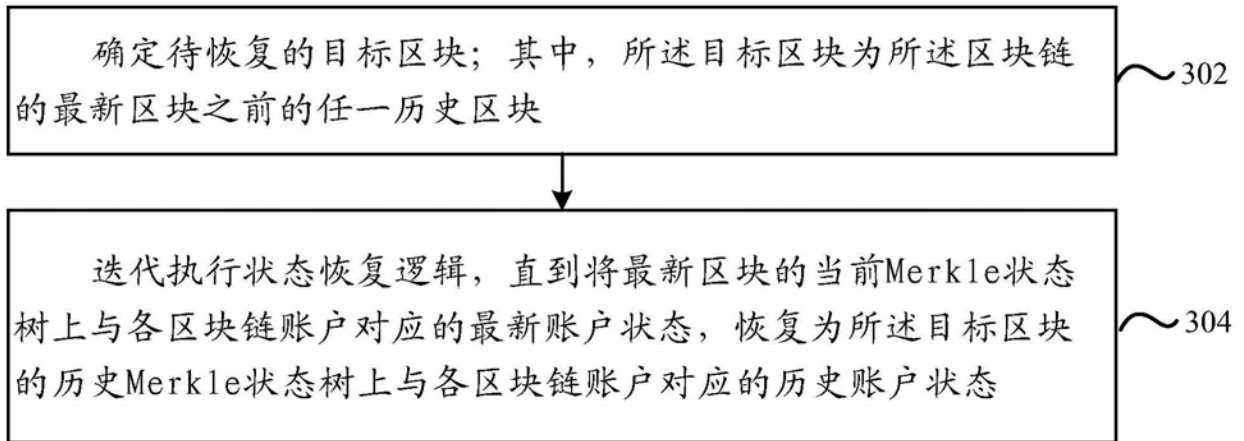 确定待恢复的目标区块；其中，所述目标区块为所述区块链
的最新区块之前的任一历史区块
302
迭代执行状态恢复逻辑，直到将最新区块的当前Merkle状态
树上与各区块链账户对应的最新账户状态，恢复为所述目标区块
的历史Merkle状态树上与各区块链账户对应的历史账户状态
304